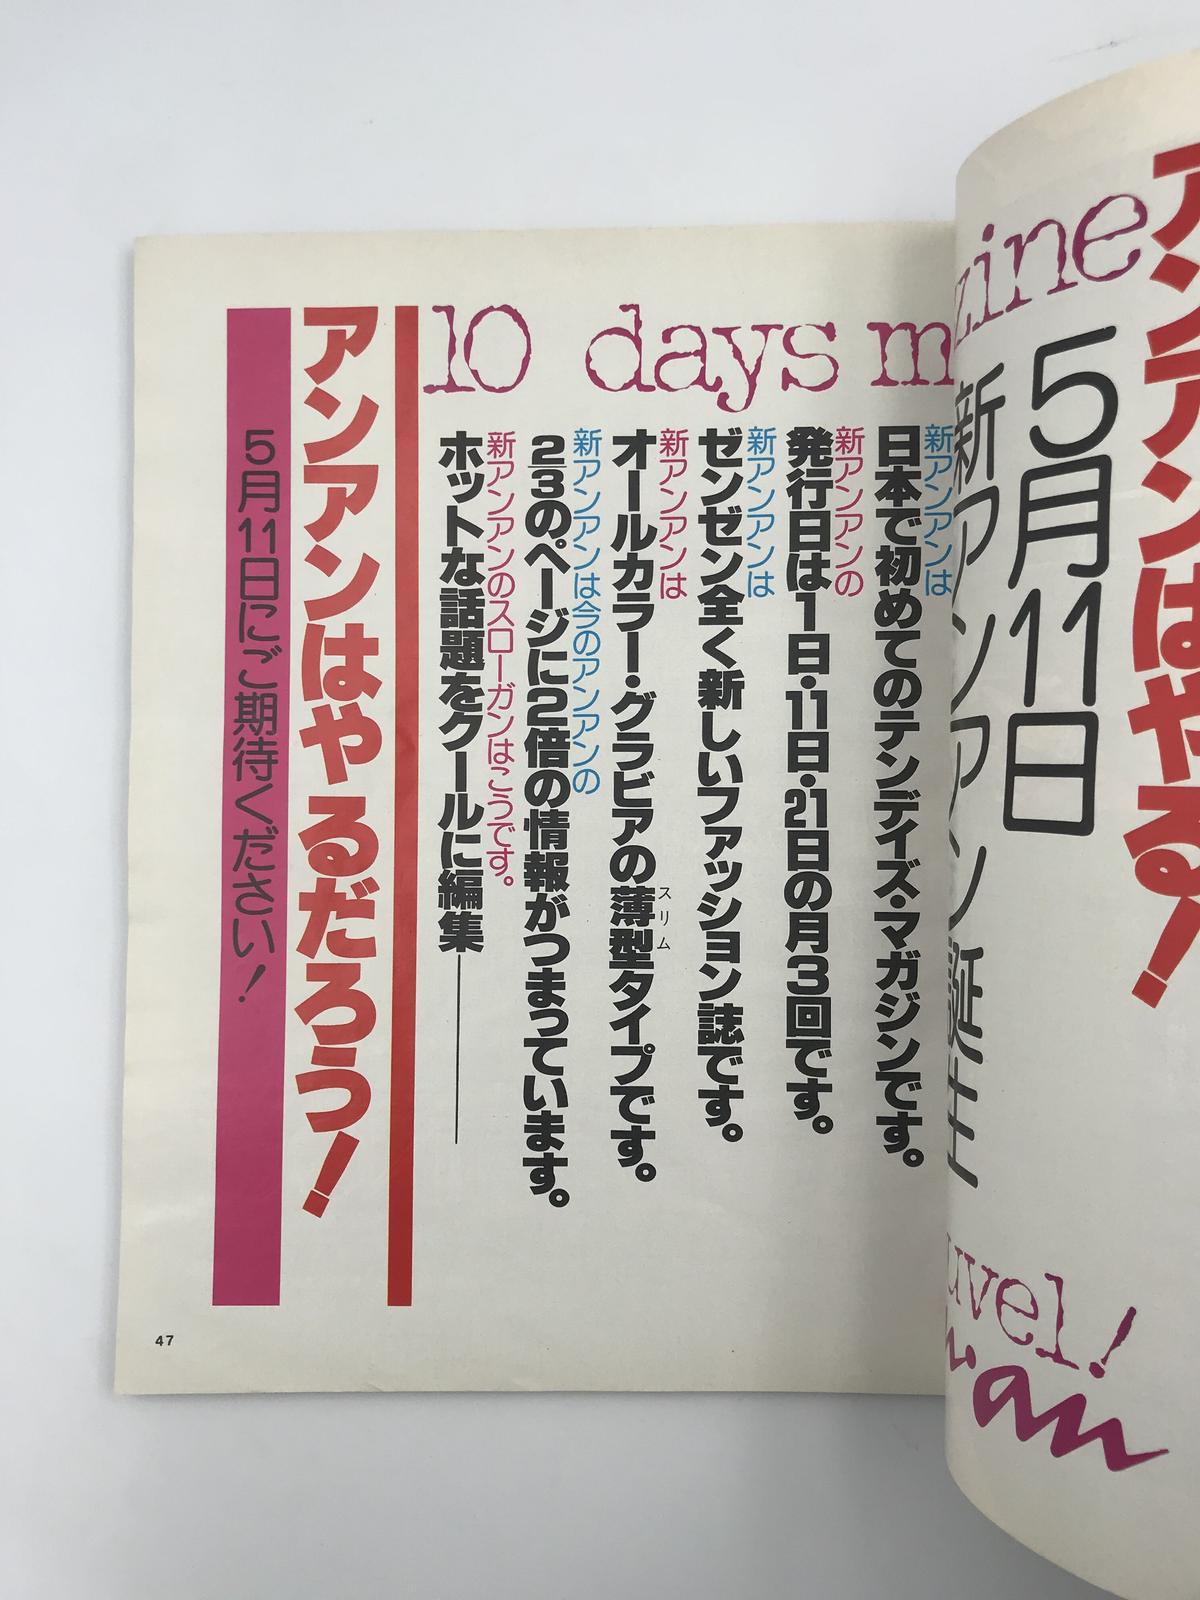 アンアンはやる!
5月11日
新アンアン誕生
zine
uvel!
an
10 days m
新アンアンは
日本で初めてのテンデイズ・マガジンです。
新アンアンの
発行日は1日・11日・21日の月3回です。
新アンアンは
ゼンゼン全く新しいファッション誌です。
新アンアンは
オールカラー・グラビアの薄型タイプです。
スリム
新アンアンは今のアンアンの
2/3のページに2倍の情報がつまっています。
新アンアンのスローガンはこうです。
ホットな話題をクールに編集——
アンアンはやるだろう!
5月11日にご期待ください!
47